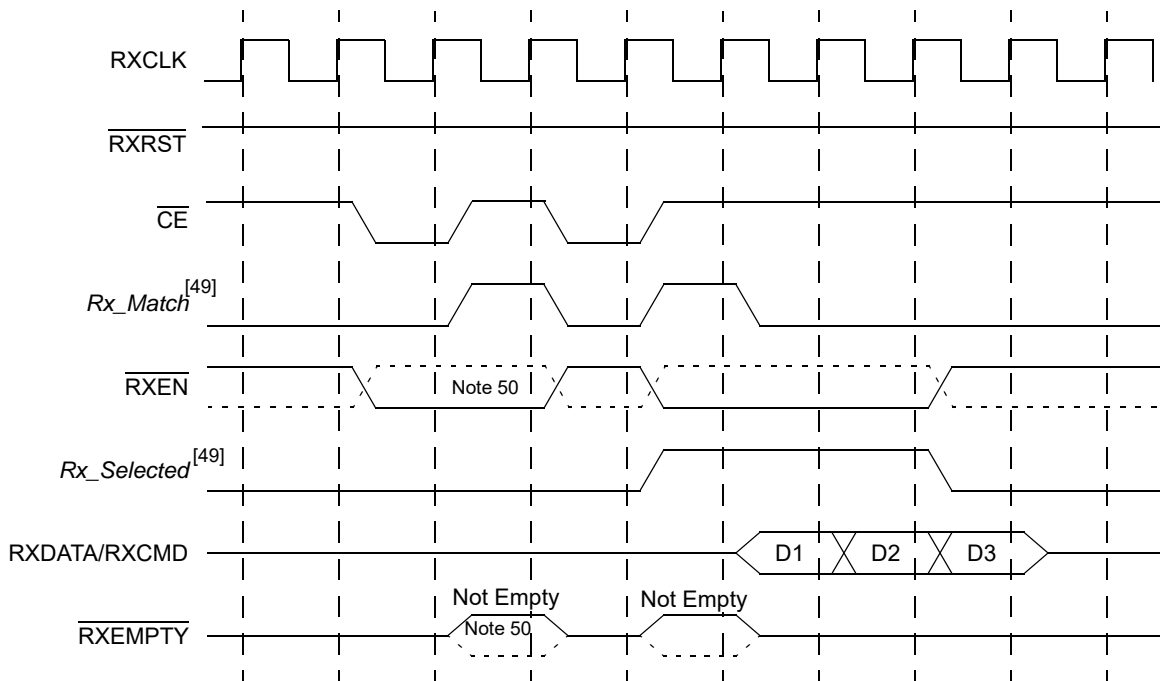 RXCLK
RXRST
CE
Rx_Match[49]
RXEN
Note 50
Rx_Selected[49]
RXDATA/RXCMD
D1 D2 D3
Not Empty Not Empty
RXEMPTY
Note 50